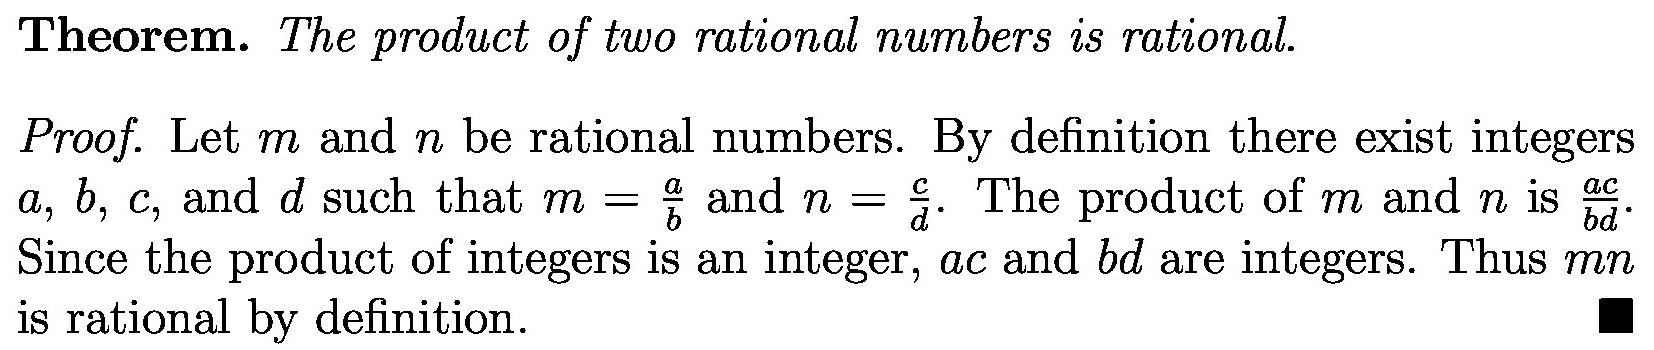 Theorem. The product of two rational numbers is rational.
Proof. Let m and n be rational numbers. By definition there exist integers
a, b, c, and d such that m = a/b and n = c/d. The product of m and n is ac/bd.
Since the product of integers is an integer, ac and bd are integers. Thus mn
is rational by definition. ■